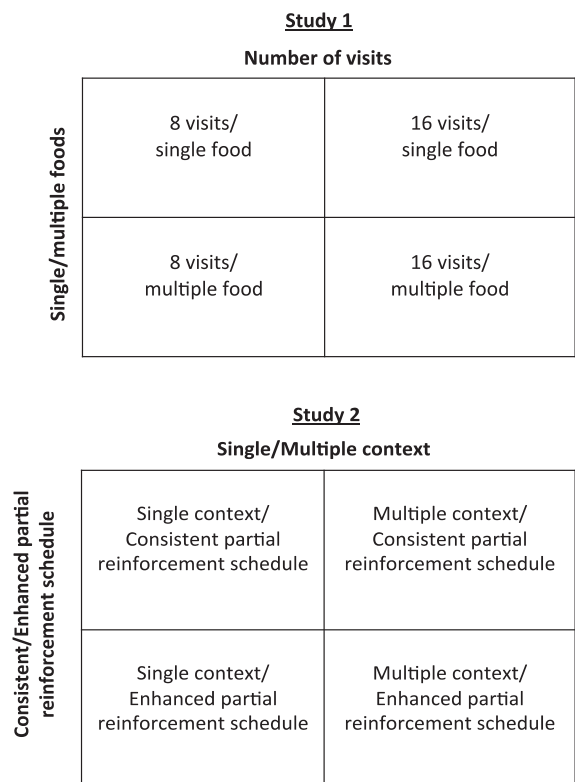 Study 1
Number of visits
Single/multiple foods
8 visits/
single food
16 visits/
single food
8 visits/
multiple food
16 visits/
multiple food
Study 2
Single/Multiple context
Consistent/Enhanced partial
reinforcement schedule
Single context/
Consistent partial
reinforcement schedule
Multiple context/
Consistent partial
reinforcement schedule
Single context/
Enhanced partial
reinforcement schedule
Multiple context/
Enhanced partial
reinforcement schedule